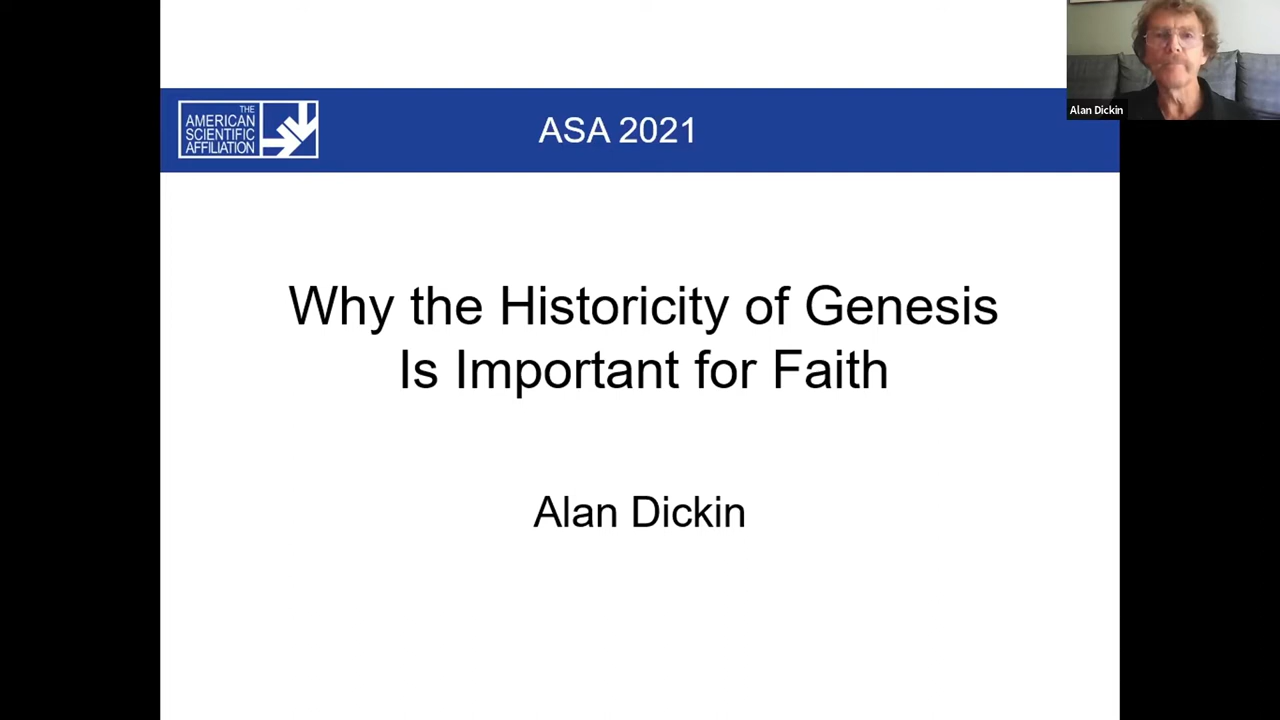 THE
AMERICAN
SCIENTIFIC
AFFILIATION
ASA 2021
Alan Dickin
Why the Historicity of Genesis
Is Important for Faith
Alan Dickin